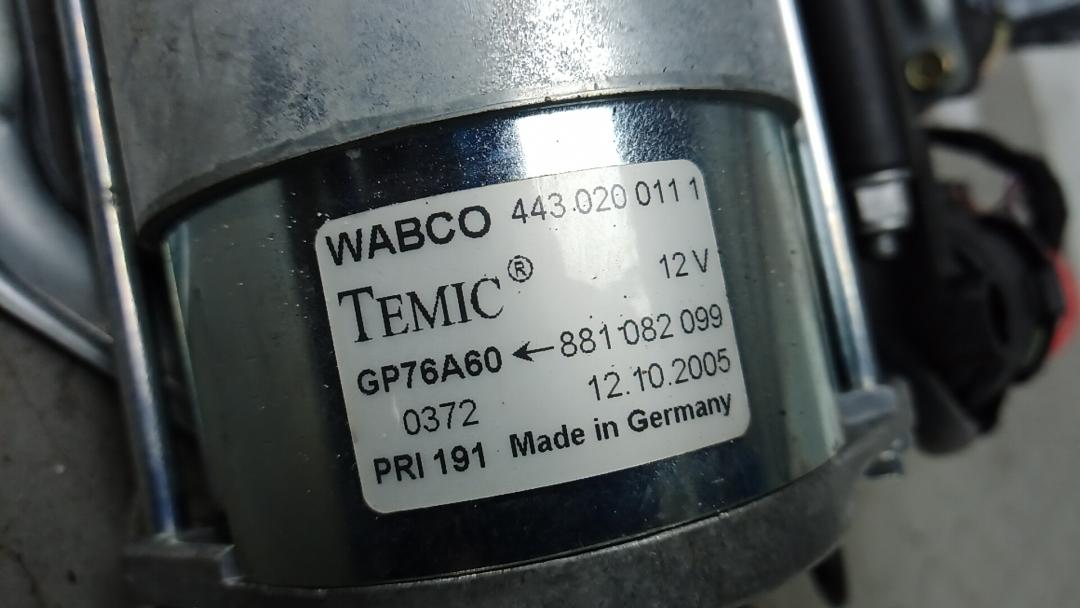 WABCO 443 020 011 1
TEMIC® 12 V
GP76A60 ← 881 082 099
0372 12.10.2005
PRI 191 Made in Germany